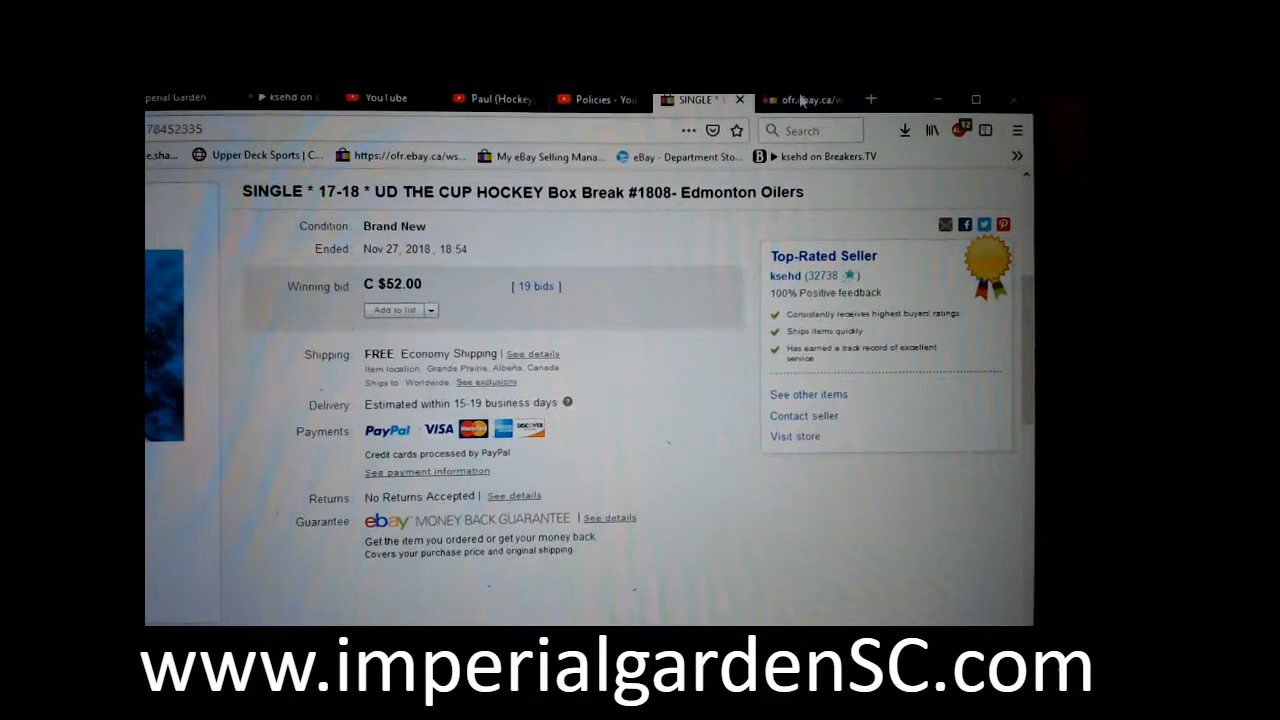 perial Garden
ksehd on E
YouTube
Paul (Hockey
Policies - You
SINGLE *
ofr.ebay.ca/w
78452335
Search
12
e.sha...
Upper Deck Sports | C...
https://ofr.ebay.ca/ws...
My eBay Selling Mana...
eBay - Department Sto...
ksehd on Breakers.TV
SINGLE * 17-18 * UD THE CUP HOCKEY Box Break #1808- Edmonton Oilers
Condition: Brand New
Ended: Nov 27, 2018 , 18:54
Winning bid: C $52.00 [ 19 bids ]
Add to list
Shipping: FREE Economy Shipping | See details
Item location: Grande Prairie, Alberta, Canada
Ships to: Worldwide See exclusions
Delivery: Estimated within 15-19 business days
Payments: PayPal VISA MasterCard DISCOVER
Credit cards processed by PayPal
See payment information
Returns: No Returns Accepted | See details
Guarantee: ebay MONEY BACK GUARANTEE | See details
Get the item you ordered or get your money back.
Covers your purchase price and original shipping.
Top-Rated Seller
ksehd (32738 )
100% Positive feedback
Consistently receives highest buyers' ratings
Ships items quickly
Has earned a track record of excellent
service
See other items
Contact seller
Visit store
www.imperialgardenSC.com